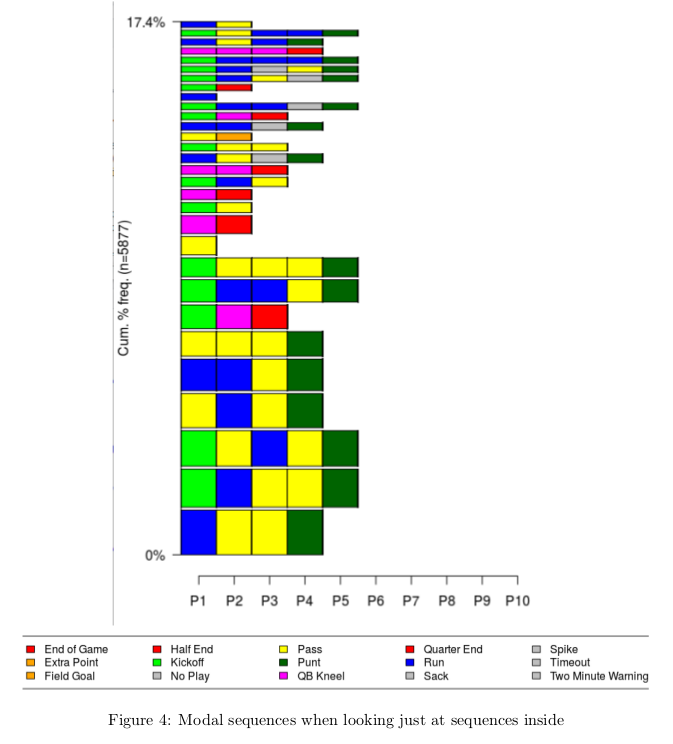 17.4%
Cum. % freq. (n=5877)
0%
P1 P2 P3 P4 P5 P6 P7 P8 P9 P10
End of Game Half End Pass Quarter End Spike
Extra Point Kickoff Punt Run Timeout
Field Goal No Play QB Kneel Sack Two Minute Warning
Figure 4: Modal sequences when looking just at sequences inside